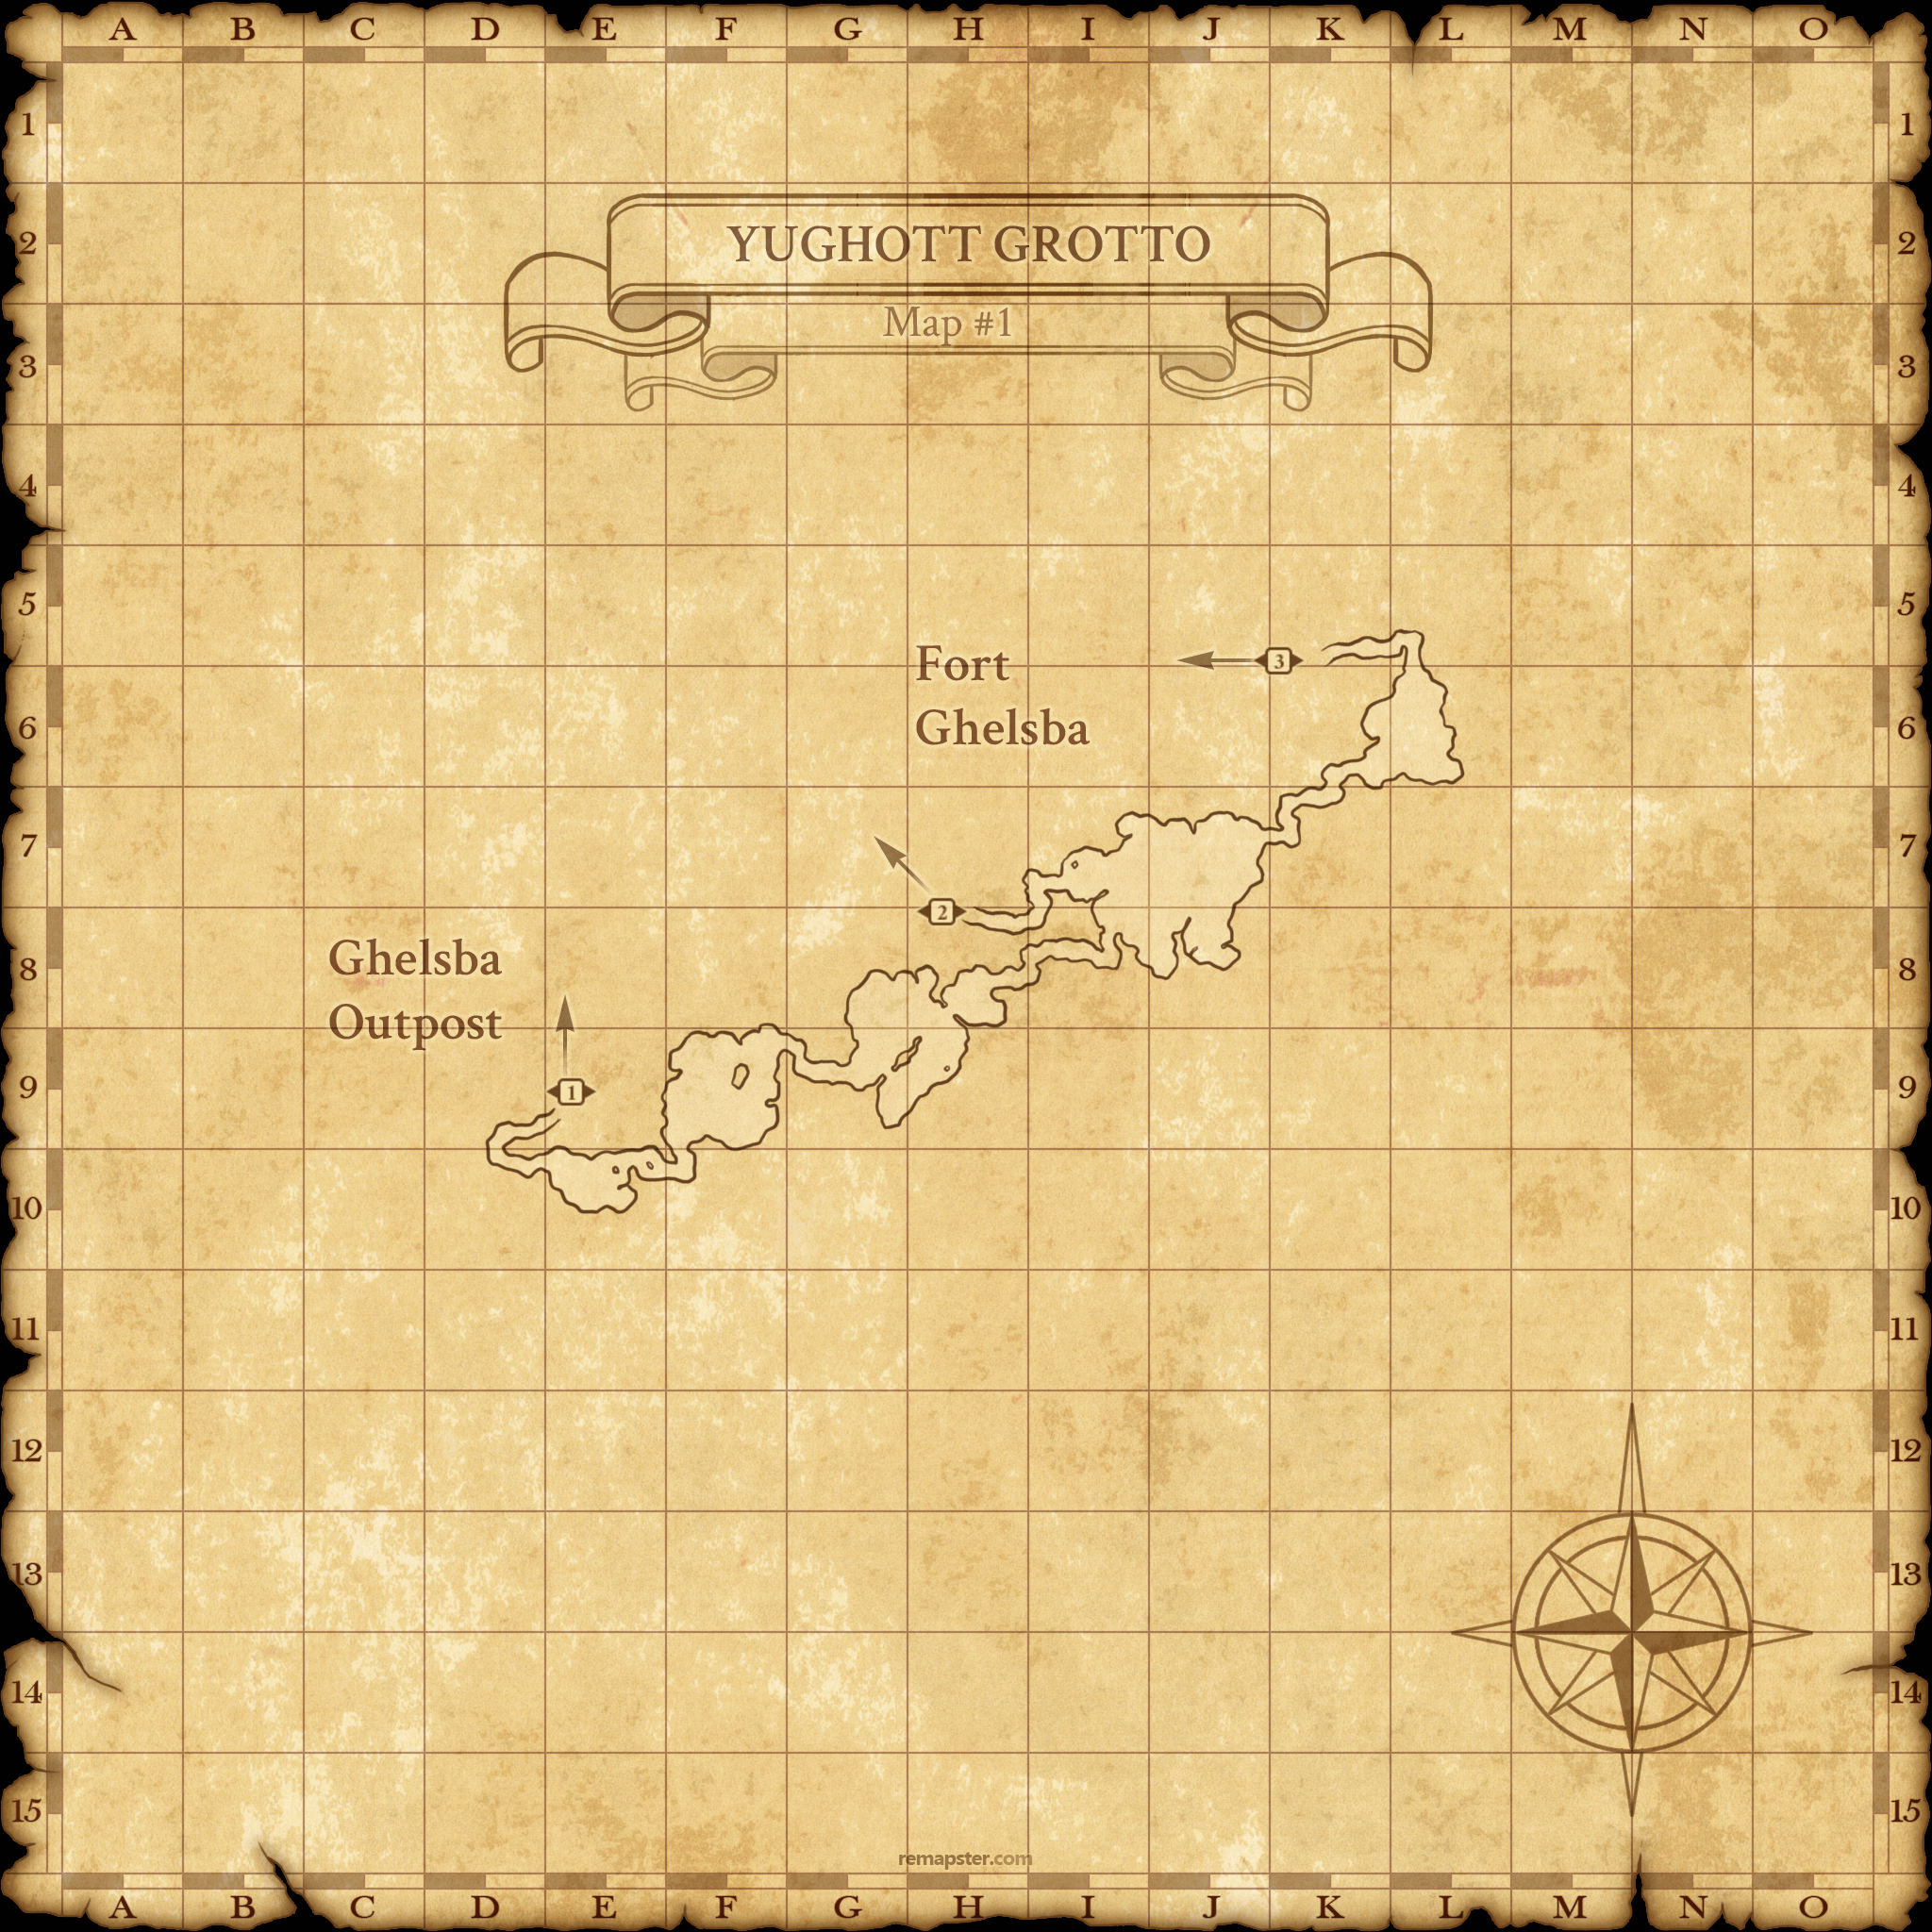 A B C D E F G H I J K L M N O
1 1
2 YUGHOTT GROTTO 2
Map #1
3 3
4 4
5 5
Fort
3
Ghelsba
6 6
7 7
2
Ghelsba
8 8
Outpost
9 1 9
10 10
11 11
12 12
13 13
14 14
15 15
remapster.com
A B C D E F G H I J K L M N O